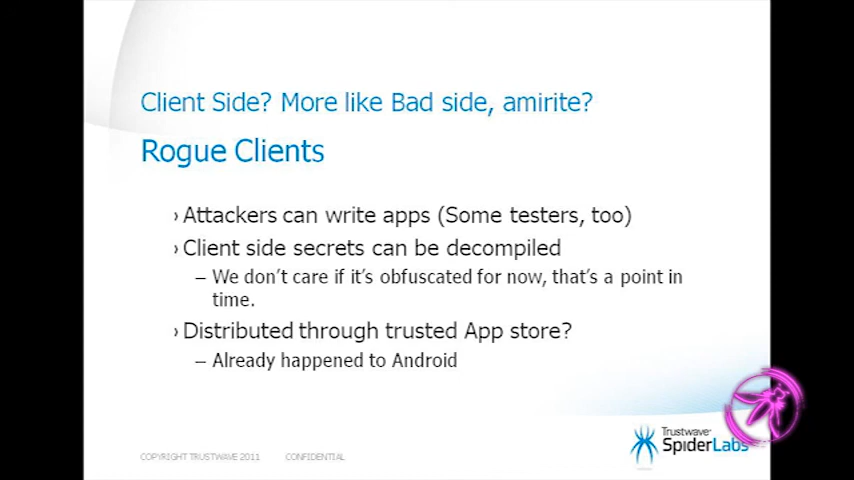 Client Side? More like Bad side, amirite?
Rogue Clients
› Attackers can write apps (Some testers, too)
› Client side secrets can be decompiled
– We don't care if it's obfuscated for now, that's a point in
time.
› Distributed through trusted App store?
– Already happened to Android
Trustwave®
SpiderLabs
COPYRIGHT TRUSTWAVE 2011 CONFIDENTIAL